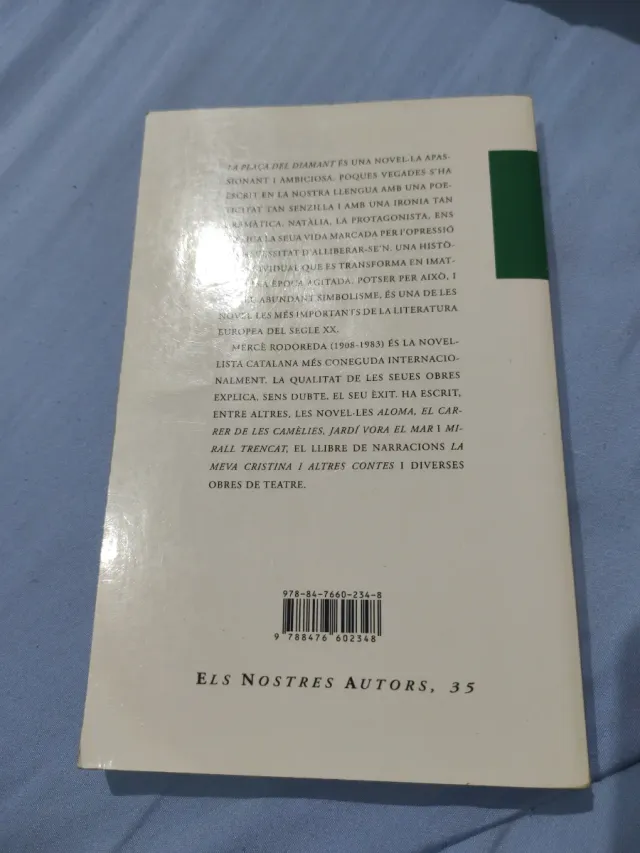 LA PLAÇA DEL DIAMANT ÉS UNA NOVEL·LA APAS-
SIONANT I AMBICIOSA. POQUES VEGADES S'HA
ESCRIT EN LA NOSTRA LLENGUA AMB UNA POE-
TICITAT TAN SENZILLA I AMB UNA IRONIA TAN
DRAMÀTICA. NATÀLIA, LA PROTAGONISTA, ENS
LA SEUA VIDA MARCADA PER L'OPRESSIÓ
D'ALLIBERAR-SE'N. UNA HISTÒ-
QUE ES TRANSFORMA EN IMAT-
ÈPOCA AGITADA. POTSER PER AIXÒ, I
ABUNDANT SIMBOLISME, ÉS UNA DE LES
NOVEL·LES MÉS IMPORTANTS DE LA LITERATURA
EUROPEA DEL SEGLE XX.
MERCÈ RODOREDA (1908-1983) ÉS LA NOVEL-
LISTA CATALANA MÉS CONEGUDA INTERNACIO-
NALMENT. LA QUALITAT DE LES SEUES OBRES
EXPLICA, SENS DUBTE, EL SEU ÈXIT. HA ESCRIT,
ENTRE ALTRES, LES NOVEL·LES ALOMA, EL CAR-
RER DE LES CAMÈLIES, JARDÍ VORA EL MAR I MI-
RALL TRENCAT, EL LLIBRE DE NARRACIONS LA
MEVA CRISTINA I ALTRES CONTES I DIVERSES
OBRES DE TEATRE.
978-84-7660-234-8
9 788476 602348
ELS NOSTRES AUTORS, 35